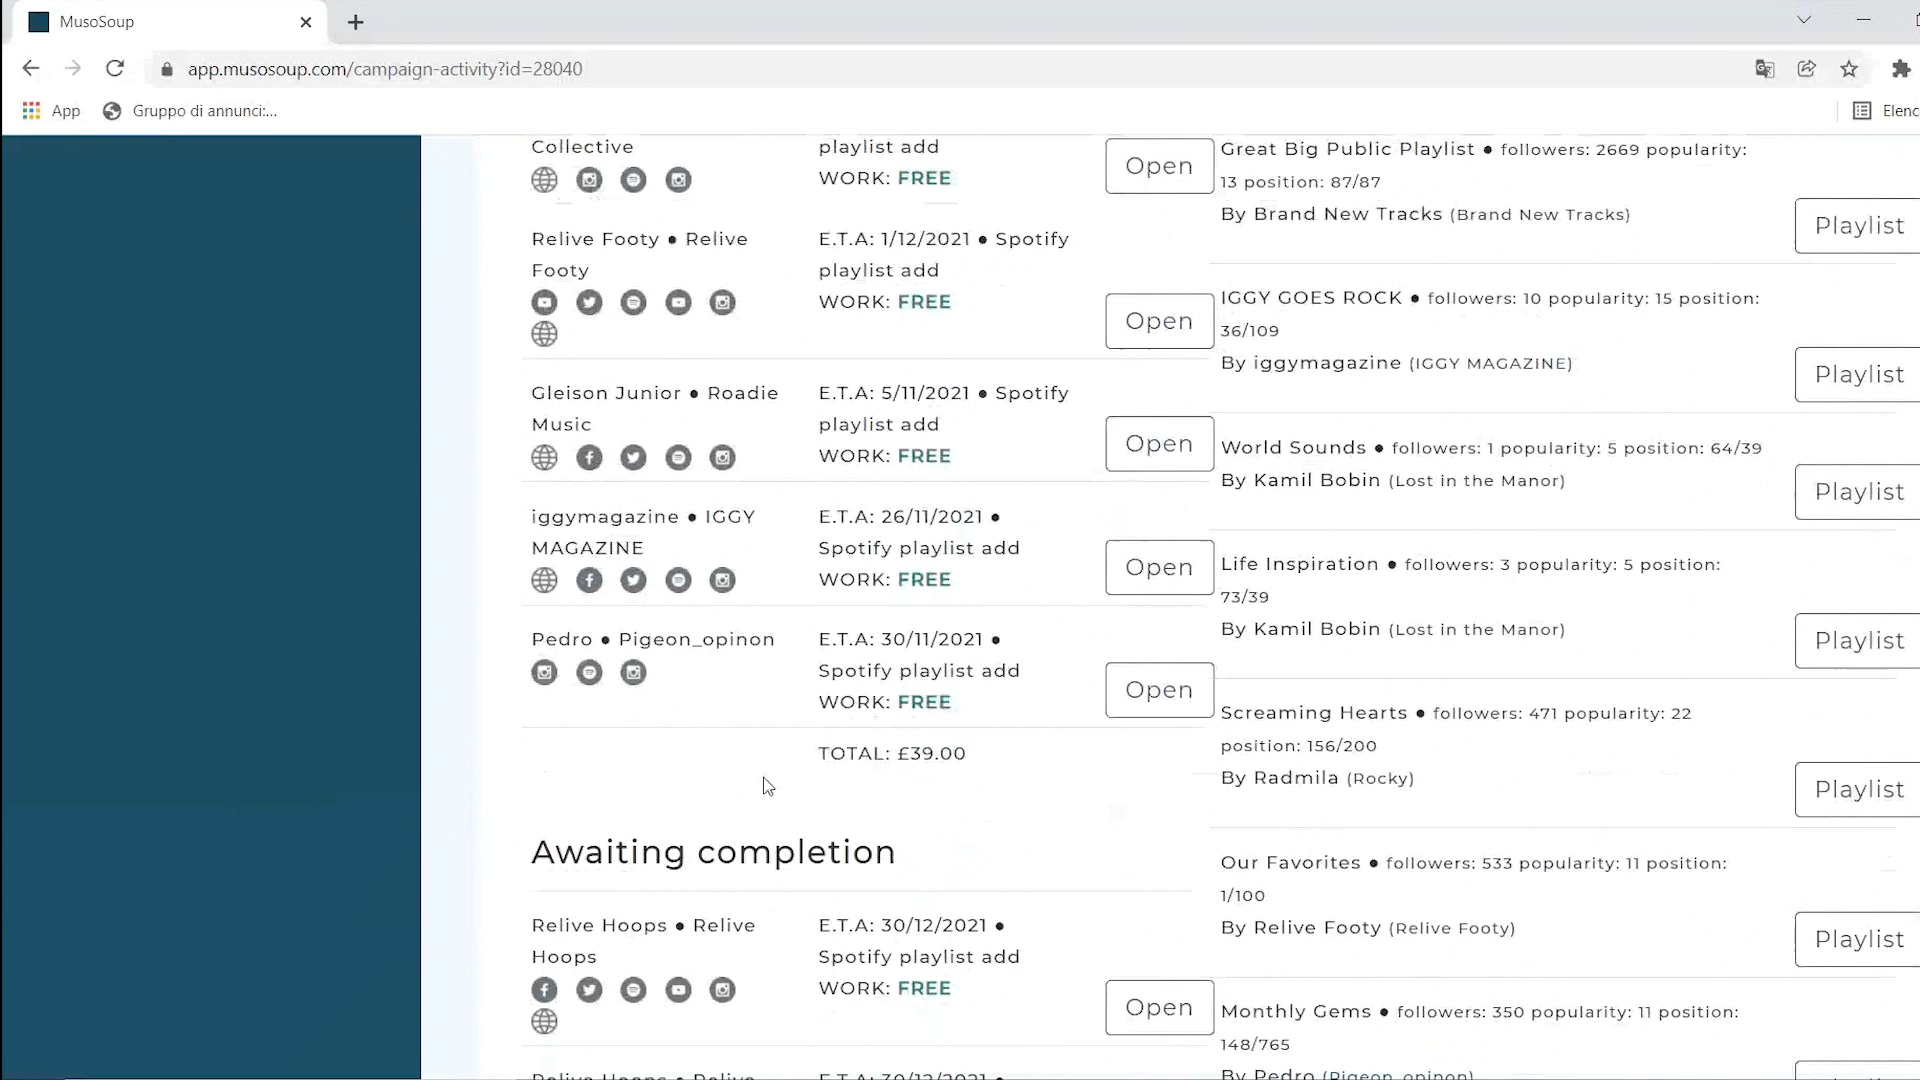 MusoSoup
app.musosoup.com/campaign-activity?id=28040
App
Gruppo di annunci:...
Elenc
Collective
playlist add
WORK: FREE
Open
Relive Footy • Relive
Footy
E.T.A: 1/12/2021 • Spotify
playlist add
WORK: FREE
Open
Gleison Junior • Roadie
Music
E.T.A: 5/11/2021 • Spotify
playlist add
WORK: FREE
Open
iggymagazine • IGGY
MAGAZINE
E.T.A: 26/11/2021 •
Spotify playlist add
WORK: FREE
Open
Pedro • Pigeon_opinon
E.T.A: 30/11/2021 •
Spotify playlist add
WORK: FREE
Open
TOTAL: £39.00
Awaiting completion
Relive Hoops • Relive
Hoops
E.T.A: 30/12/2021 •
Spotify playlist add
WORK: FREE
Open
Relive Hoops • Relive
E.T.A: 30/12/2021 •
Great Big Public Playlist • followers: 2669 popularity:
13 position: 87/87
By Brand New Tracks (Brand New Tracks)
Playlist
IGGY GOES ROCK • followers: 10 popularity: 15 position:
36/109
By iggymagazine (IGGY MAGAZINE)
Playlist
World Sounds • followers: 1 popularity: 5 position: 64/39
By Kamil Bobin (Lost in the Manor)
Playlist
Life Inspiration • followers: 3 popularity: 5 position:
73/39
By Kamil Bobin (Lost in the Manor)
Playlist
Screaming Hearts • followers: 471 popularity: 22
position: 156/200
By Radmila (Rocky)
Playlist
Our Favorites • followers: 533 popularity: 11 position:
1/100
By Relive Footy (Relive Footy)
Playlist
Monthly Gems • followers: 350 popularity: 11 position:
148/765
By Pedro (Pigeon_opinon)